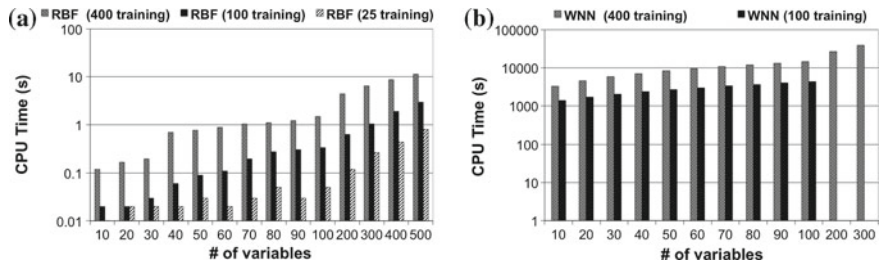 (a)
RBF (400 training) RBF (100 training) RBF (25 training)
100
10
1
0.1
0.01
CPU Time (s)
10 20 30 40 50 60 70 80 90 100 200 300 400 500
# of variables
(b)
WNN (400 training) WNN (100 training)
100000
10000
1000
100
10
1
CPU Time (s)
10 20 30 40 50 60 70 80 90 100 200 300
# of variables